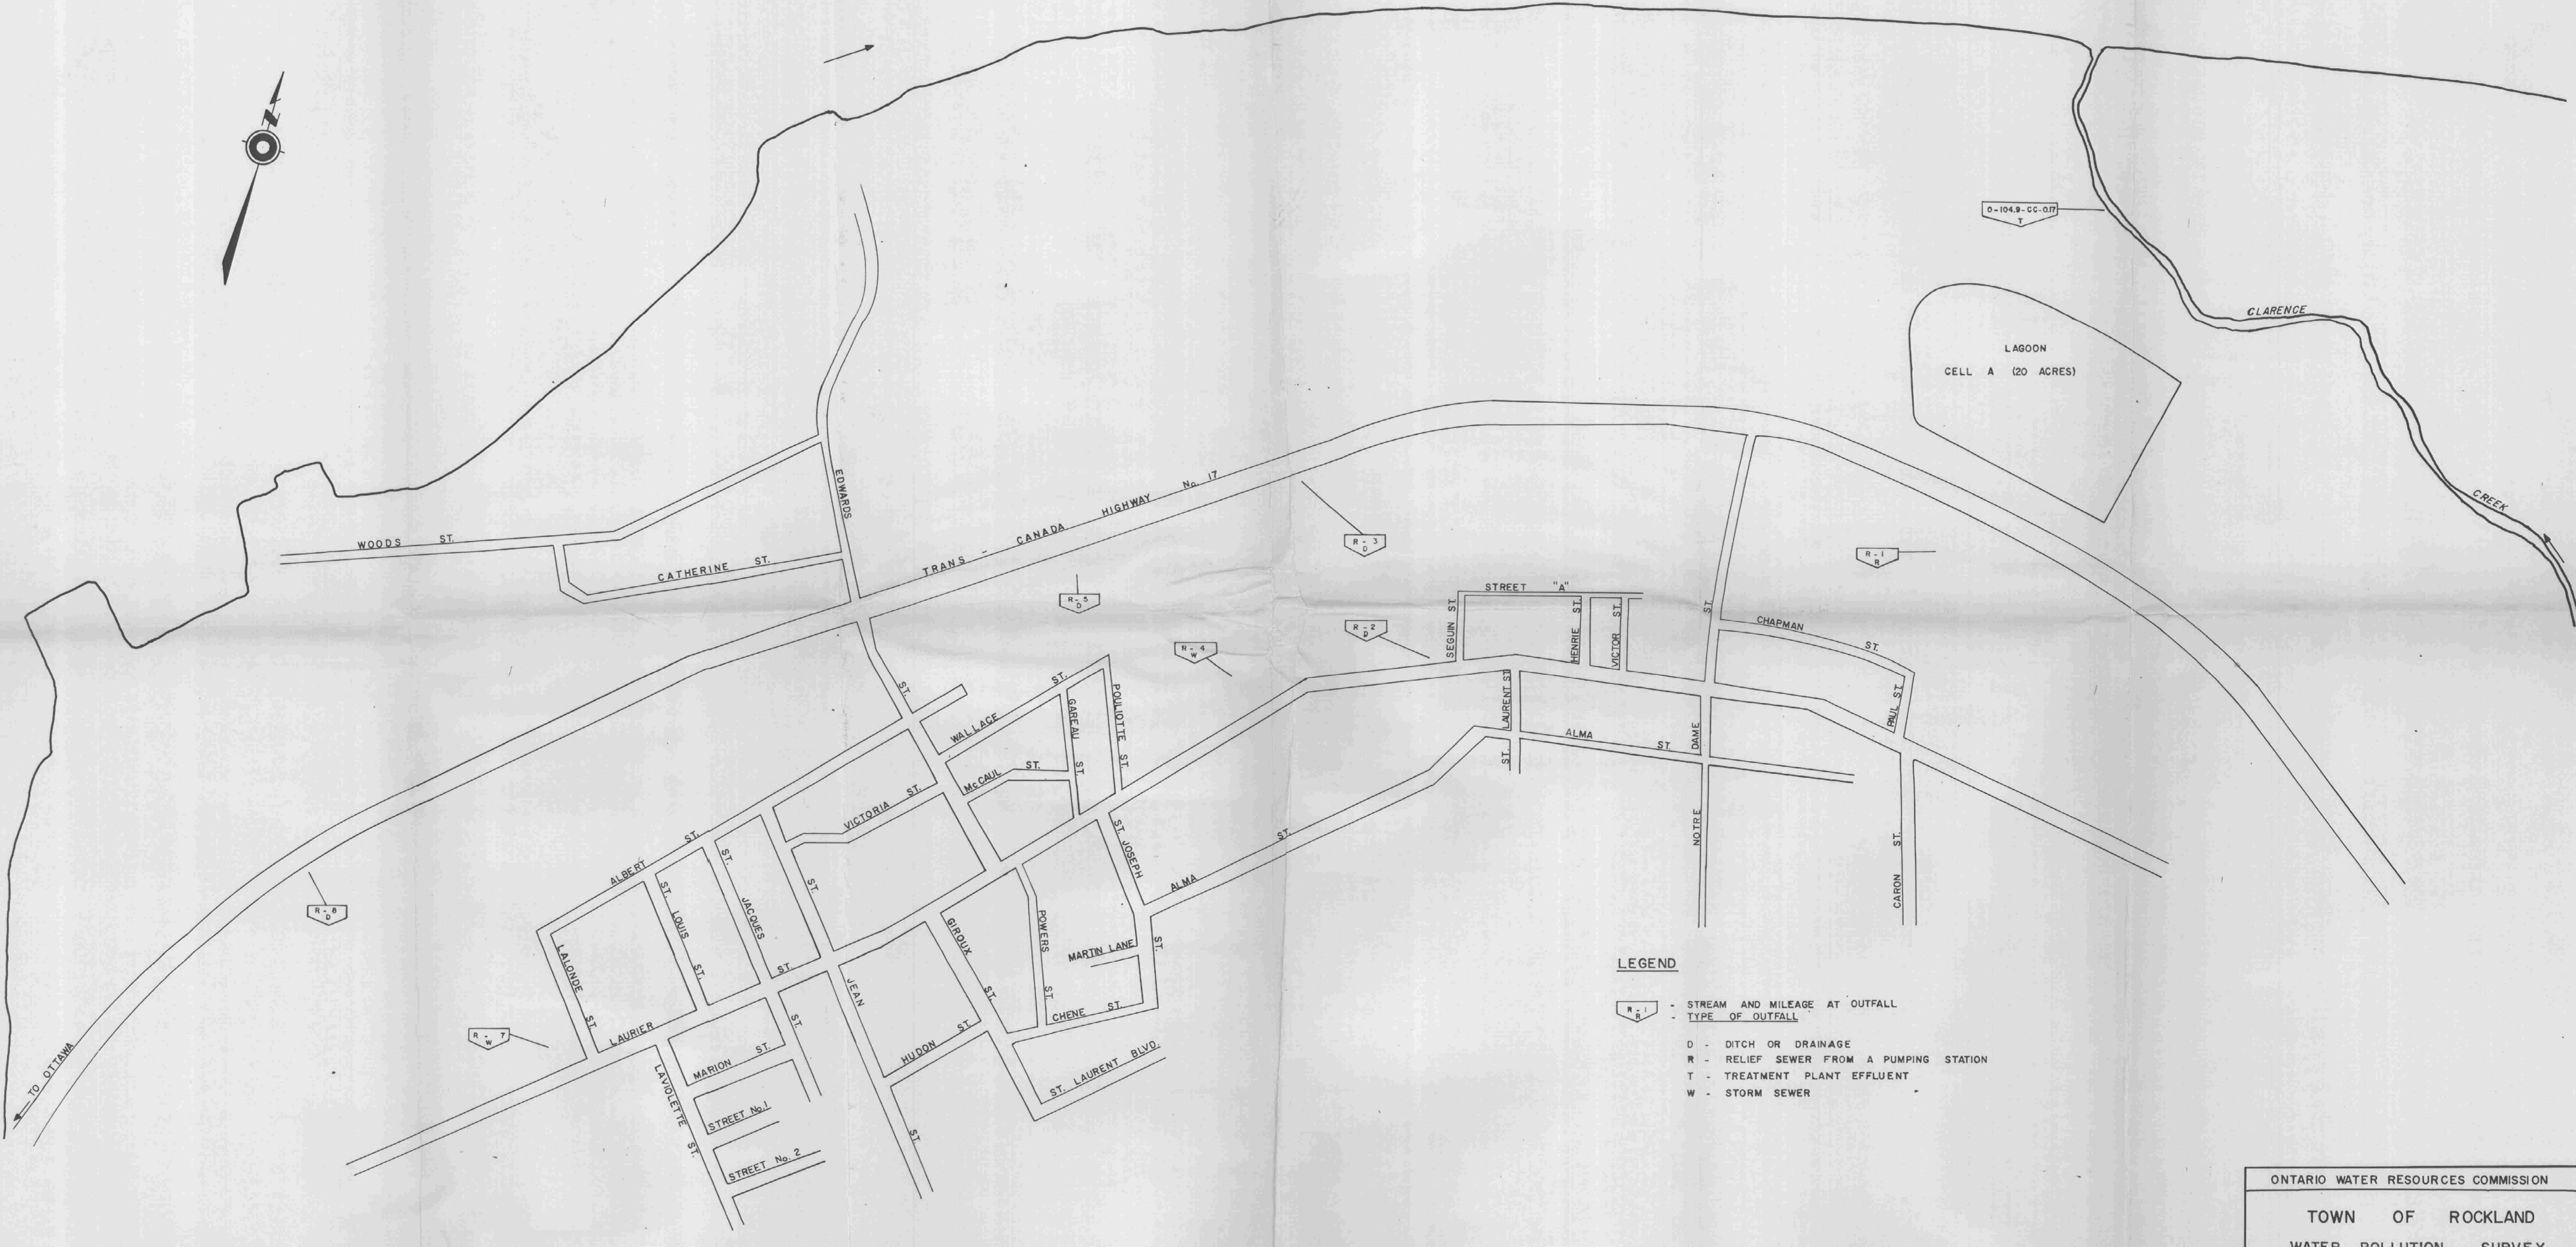 N
O-104.9-CC-0.17
T
CLARENCE
CREEK
LAGOON
CELL A (20 ACRES)
EDWARDS
ST.
WOODS ST.
CATHERINE ST.
TRANS - CANADA HIGHWAY No. 17
R - 3
D
R - 1
R
R - 5
D
R - 2
D
R - 4
W
STREET "A"
SEGUIN ST.
HENRIE ST.
VICTOR ST.
CHAPMAN ST.
PAUL ST.
ST. LAURENT ST.
ALMA ST.
NOTRE DAME ST.
CARON ST.
WALLACE ST.
GAREAU ST.
POULIOTTE ST.
McCAUL ST.
VICTORIA ST.
ALBERT ST.
ST. JOSEPH ST.
ALMA ST.
ST. LOUIS ST.
ST. JACQUES ST.
ST. JEAN ST.
LALONDE ST.
LAURIER ST.
GIROUX ST.
POWERS ST.
MARTIN LANE
CHENE ST.
HUDON ST.
ST. LAURENT BLVD.
MARION ST.
LAVIOLETTE ST.
STREET No.1
STREET No. 2
R - 8
D
R - 7
W
TO OTTAWA
LEGEND
R - 1
R
- STREAM AND MILEAGE AT OUTFALL
- TYPE OF OUTFALL
D - DITCH OR DRAINAGE
R - RELIEF SEWER FROM A PUMPING STATION
T - TREATMENT PLANT EFFLUENT
W - STORM SEWER
ONTARIO WATER RESOURCES COMMISSION
TOWN OF ROCKLAND
WATER POLLUTION SURVEY